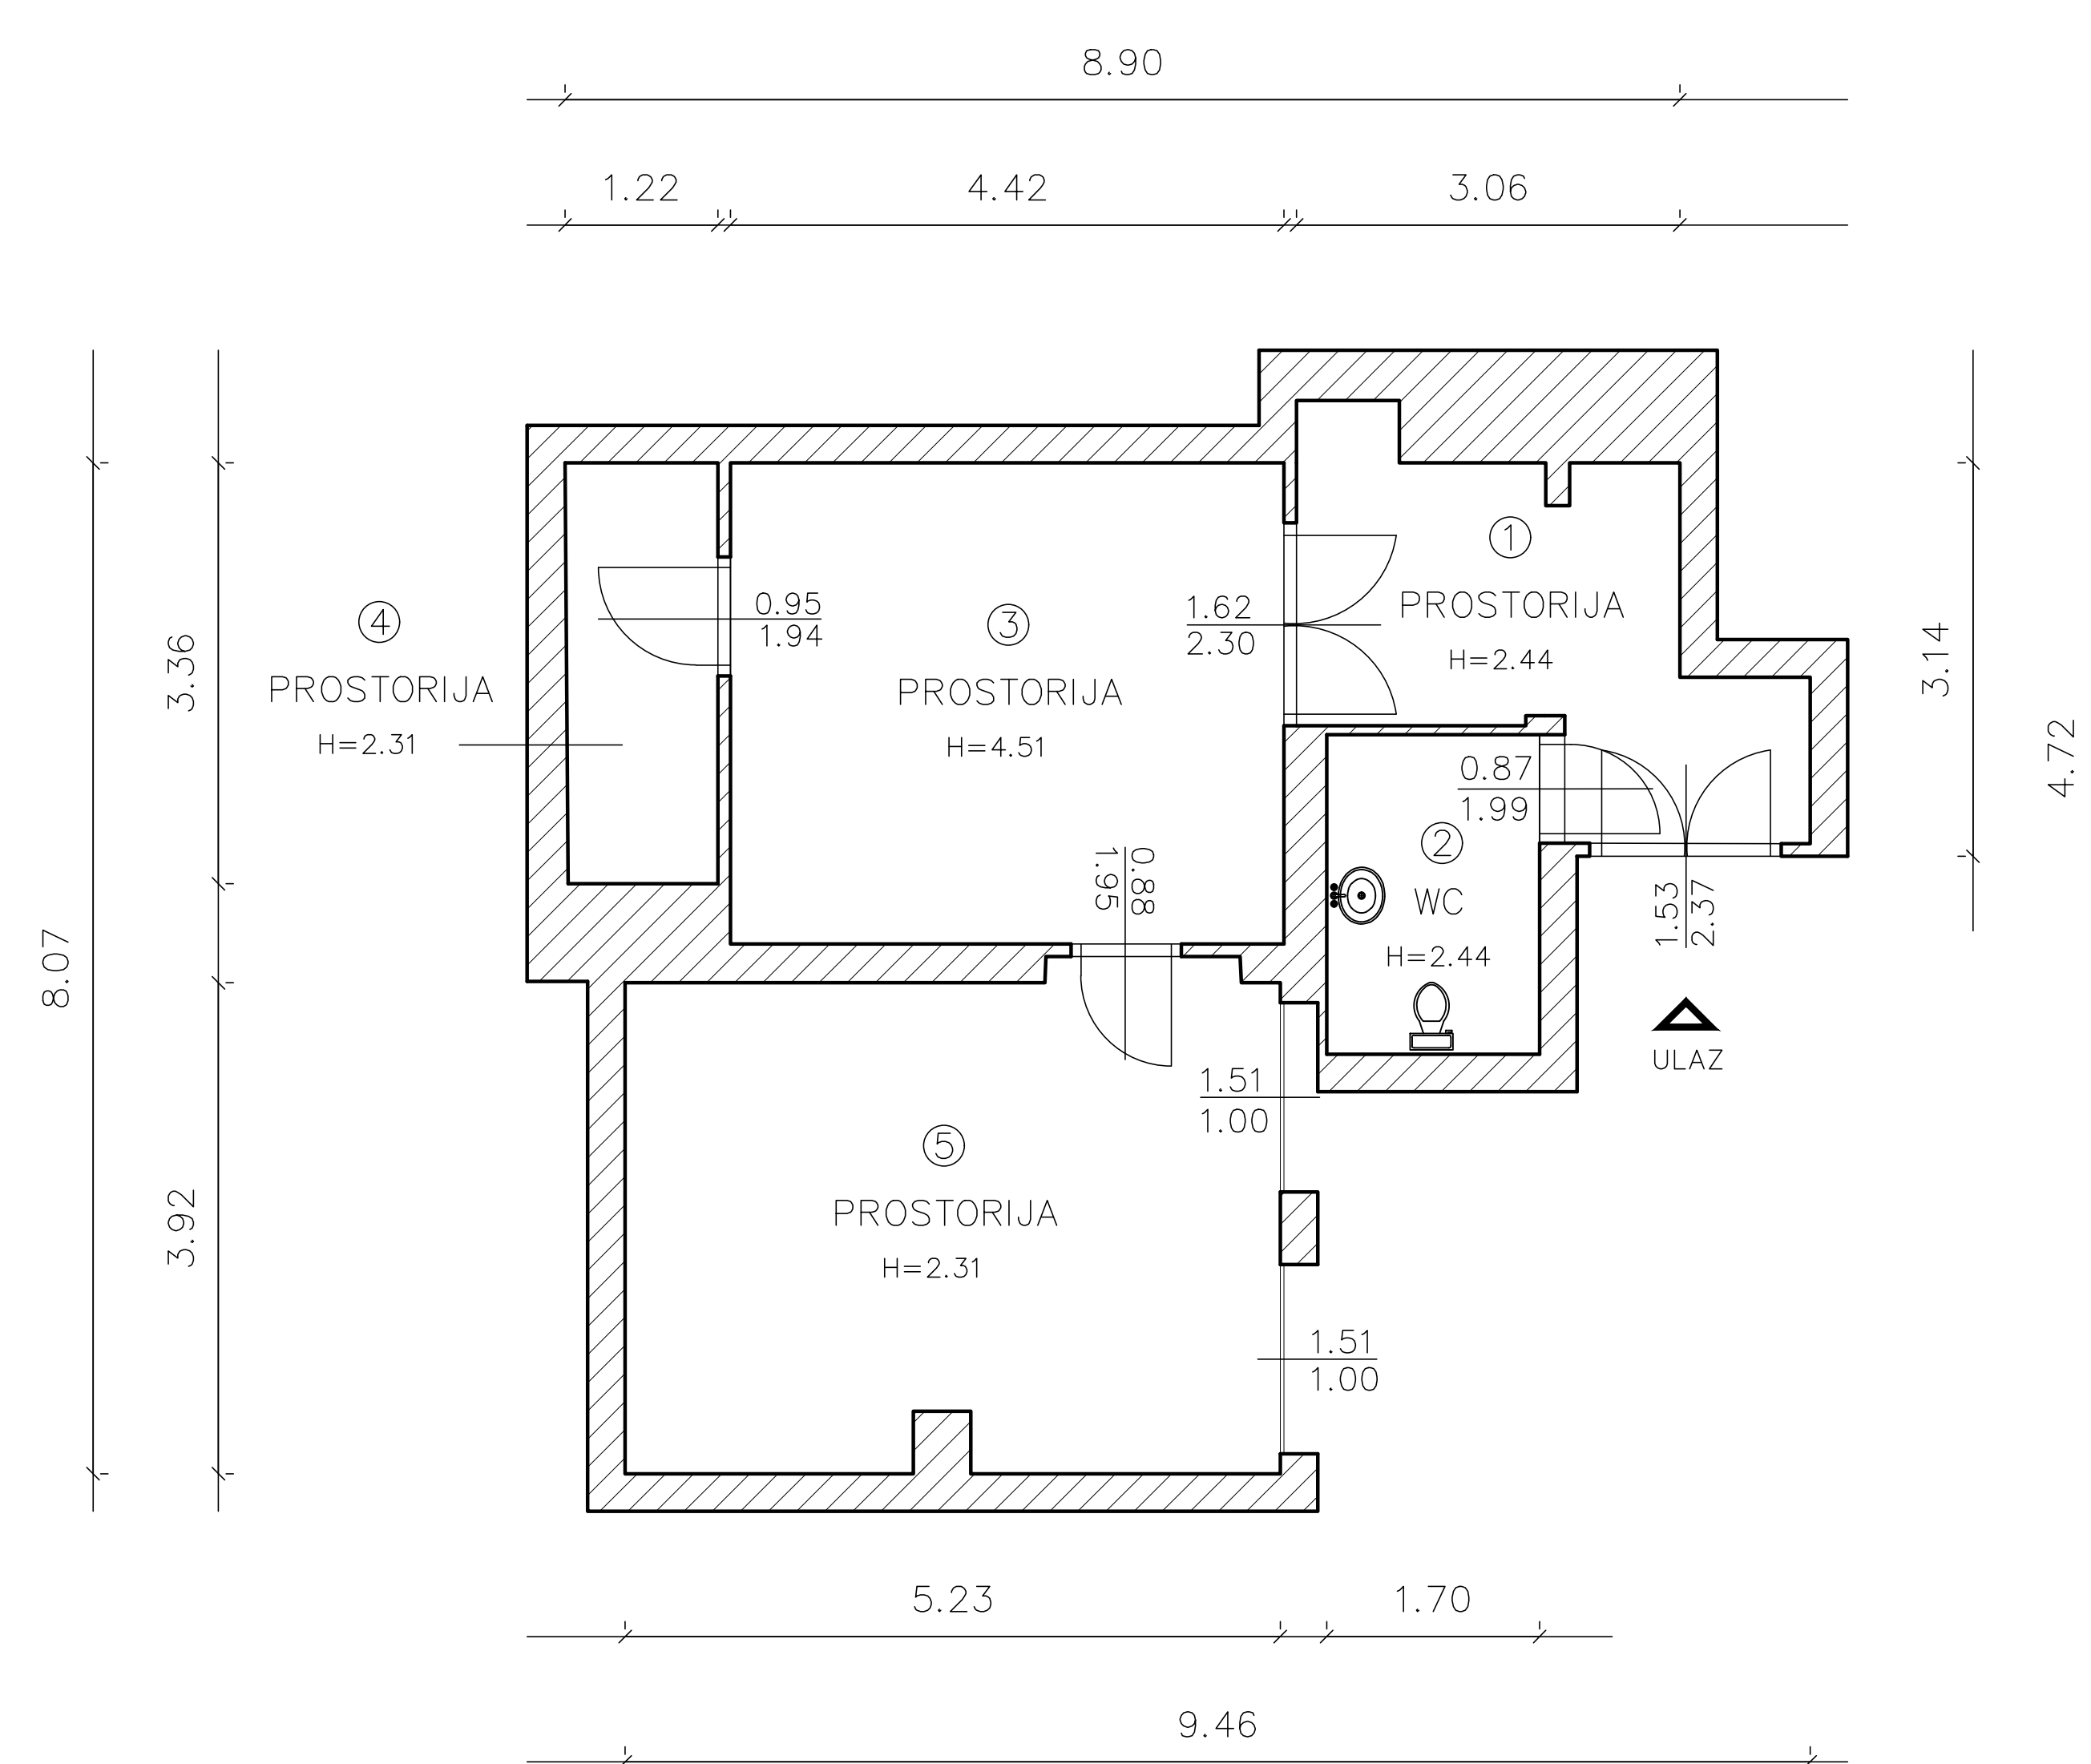 8.90
1.22
4.42
3.06
1
PROSTORIJA
H=2.44
4
PROSTORIJA
H=2.31
3
PROSTORIJA
H=4.51
0.95
1.94
1.62
2.30
0.87
1.99
2
WC
H=2.44
0.88
1.95
1.53
2.37
ULAZ
3.36
3.14
4.72
8.07
3.92
1.51
1.00
5
PROSTORIJA
H=2.31
1.51
1.00
5.23
1.70
9.46